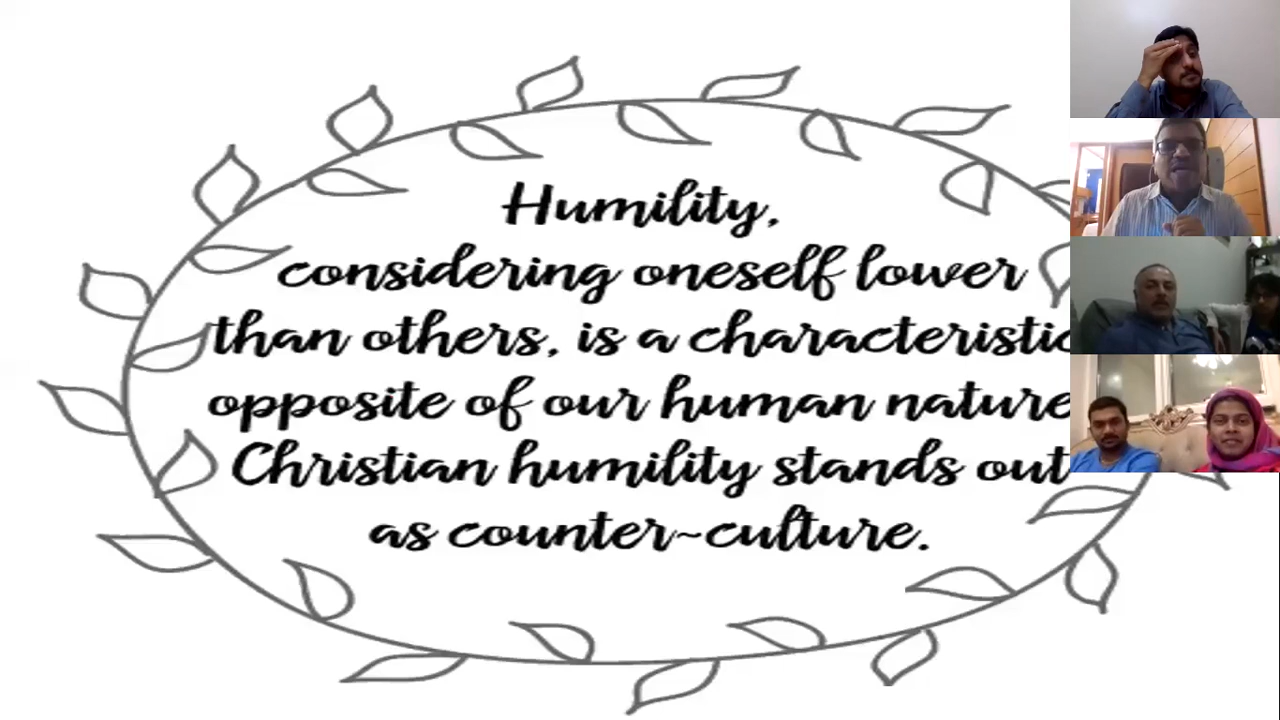 Humility,
considering oneself lower
than others, is a characteristic
opposite of our human nature
Christian humility stands out
as counter~culture.